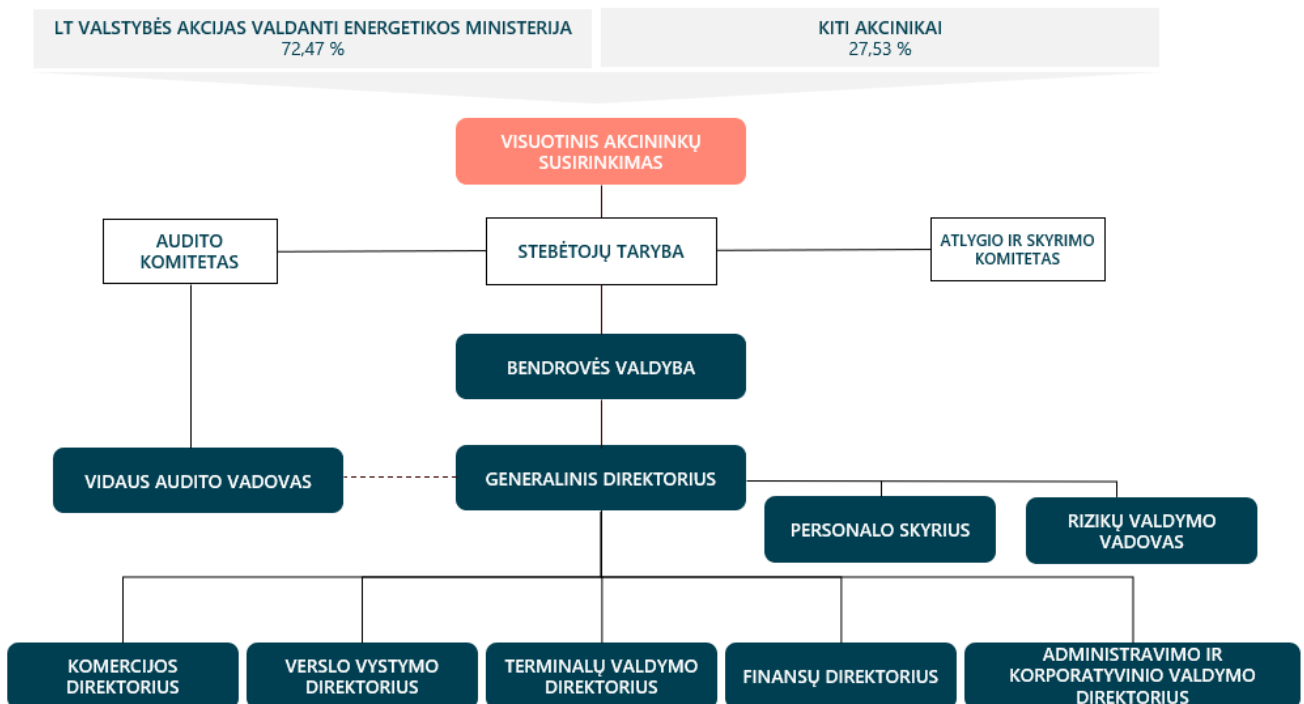 LT VALSTYBĖS AKCIJAS VALDANTI ENERGETIKOS MINISTERIJA
72,47 %
KITI AKCINIKAI
27,53 %
VISUOTINIS AKCININKŲ
SUSIRINKIMAS
AUDITO
KOMITETAS
STEBĖTOJŲ TARYBA
ATLYGIO IR SKYRIMO
KOMITETAS
BENDROVĖS VALDYBA
VIDAUS AUDITO VADOVAS
GENERALINIS DIREKTORIUS
PERSONALO SKYRIUS
RIZIKŲ VALDYMO
VADOVAS
KOMERCIJOS
DIREKTORIUS
VERSLO VYSTYMO
DIREKTORIUS
TERMINALŲ VALDYMO
DIREKTORIUS
FINANSŲ DIREKTORIUS
ADMINISTRAVIMO IR
KORPORATYVINIO VALDYMO
DIREKTORIUS